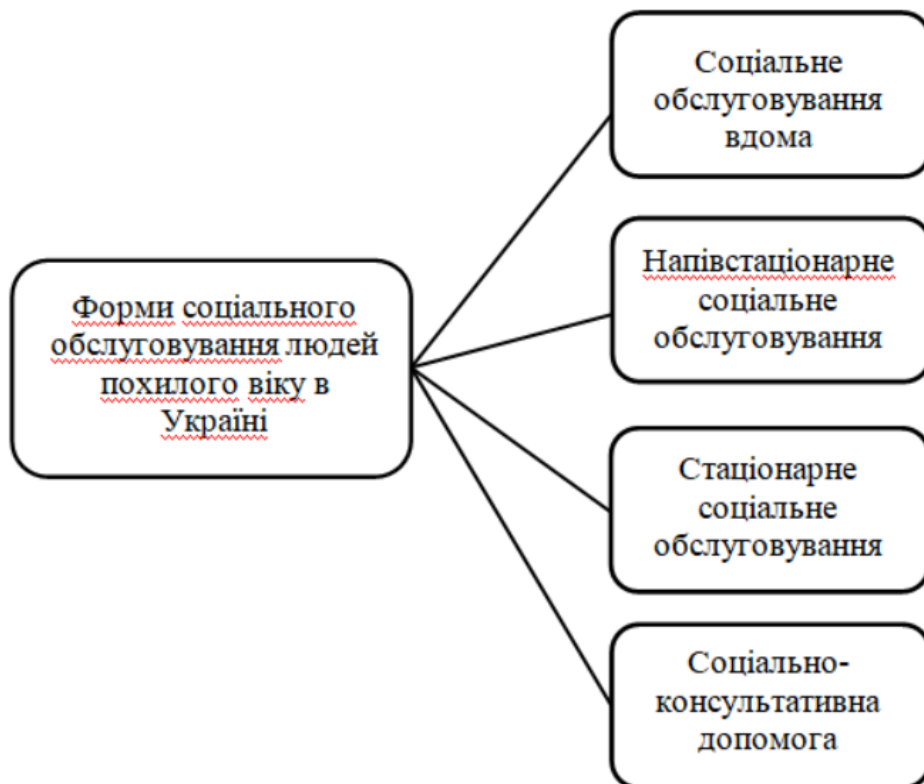 Форми соціального
обслуговування людей
похилого віку в
Україні
Соціальне
обслуговування
вдома
Напівстаціонарне
соціальне
обслуговування
Стаціонарне
соціальне
обслуговування
Соціально-
консультативна
допомога